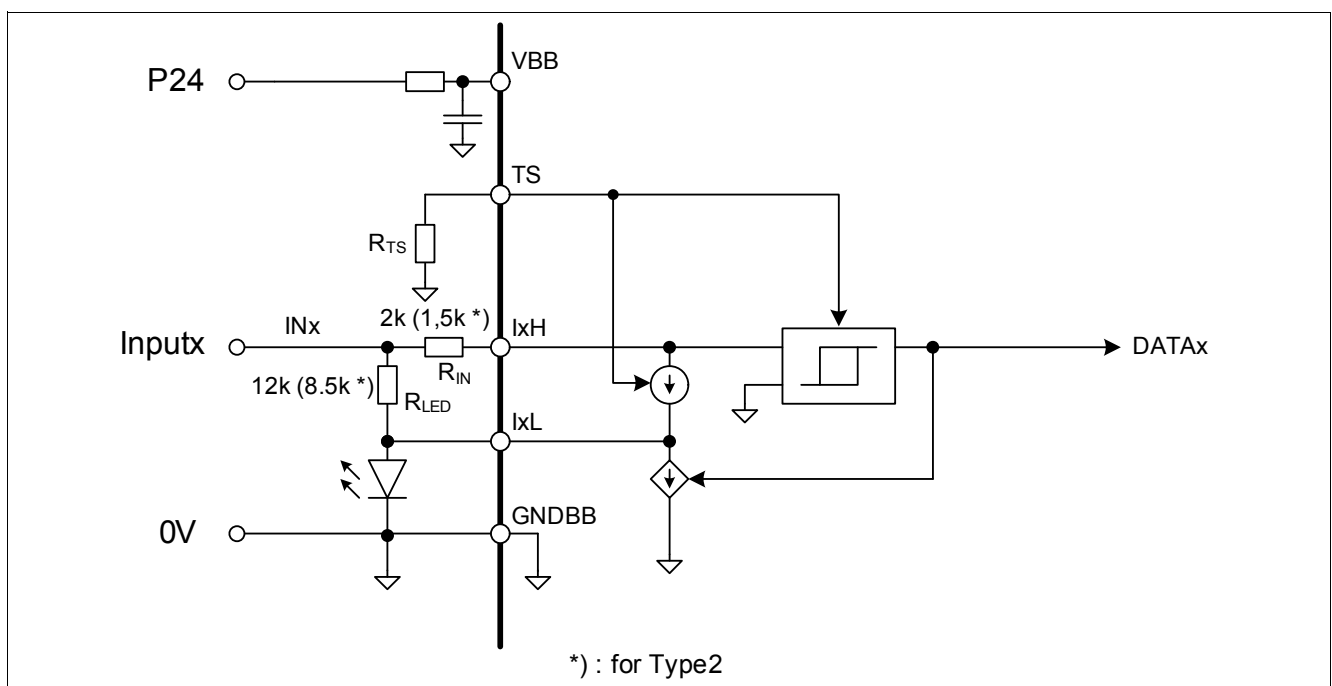 VBB
P24
TS
RTS
2k (1,5k *)
INx
IxH
Inputx
DATAx
RIN
12k (8.5k *)
RLED
IxL
GNDBB
0V
*) : for Type2